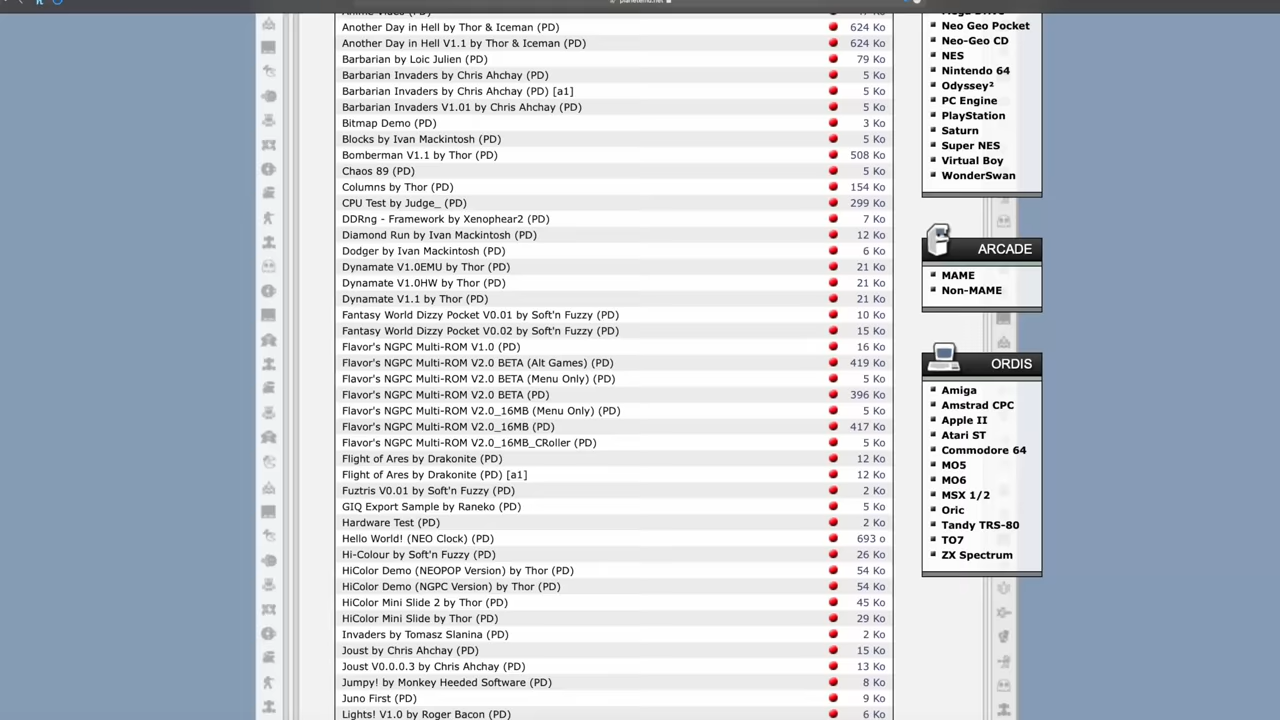 planetemu.net
Another Day in Hell by Thor & Iceman (PD) 624 Ko
Another Day in Hell V1.1 by Thor & Iceman (PD) 624 Ko
Barbarian by Loic Julien (PD) 79 Ko
Barbarian Invaders by Chris Ahchay (PD) 5 Ko
Barbarian Invaders by Chris Ahchay (PD) [a1] 5 Ko
Barbarian Invaders V1.01 by Chris Ahchay (PD) 5 Ko
Bitmap Demo (PD) 3 Ko
Blocks by Ivan Mackintosh (PD) 5 Ko
Bomberman V1.1 by Thor (PD) 508 Ko
Chaos 89 (PD) 5 Ko
Columns by Thor (PD) 154 Ko
CPU Test by Judge_ (PD) 299 Ko
DDRng - Framework by Xenophear2 (PD) 7 Ko
Diamond Run by Ivan Mackintosh (PD) 12 Ko
Dodger by Ivan Mackintosh (PD) 6 Ko
Dynamate V1.0EMU by Thor (PD) 21 Ko
Dynamate V1.0HW by Thor (PD) 21 Ko
Dynamate V1.1 by Thor (PD) 21 Ko
Fantasy World Dizzy Pocket V0.01 by Soft'n Fuzzy (PD) 10 Ko
Fantasy World Dizzy Pocket V0.02 by Soft'n Fuzzy (PD) 15 Ko
Flavor's NGPC Multi-ROM V1.0 (PD) 16 Ko
Flavor's NGPC Multi-ROM V2.0 BETA (Alt Games) (PD) 419 Ko
Flavor's NGPC Multi-ROM V2.0 BETA (Menu Only) (PD) 5 Ko
Flavor's NGPC Multi-ROM V2.0 BETA (PD) 396 Ko
Flavor's NGPC Multi-ROM V2.0_16MB (Menu Only) (PD) 5 Ko
Flavor's NGPC Multi-ROM V2.0_16MB (PD) 417 Ko
Flavor's NGPC Multi-ROM V2.0_16MB_CRoller (PD) 5 Ko
Flight of Ares by Drakonite (PD) 12 Ko
Flight of Ares by Drakonite (PD) [a1] 12 Ko
Fuztris V0.01 by Soft'n Fuzzy (PD) 2 Ko
GIQ Export Sample by Raneko (PD) 5 Ko
Hardware Test (PD) 2 Ko
Hello World! (NEO Clock) (PD) 693 o
Hi-Colour by Soft'n Fuzzy (PD) 26 Ko
HiColor Demo (NEOPOP Version) by Thor (PD) 54 Ko
HiColor Demo (NGPC Version) by Thor (PD) 54 Ko
HiColor Mini Slide 2 by Thor (PD) 45 Ko
HiColor Mini Slide by Thor (PD) 29 Ko
Invaders by Tomasz Slanina (PD) 2 Ko
Joust by Chris Ahchay (PD) 15 Ko
Joust V0.0.0.3 by Chris Ahchay (PD) 13 Ko
Jumpy! by Monkey Heeded Software (PD) 8 Ko
Juno First (PD) 9 Ko
Lights! V1.0 by Roger Bacon (PD) 6 Ko
Neo Geo Pocket
Neo-Geo CD
NES
Nintendo 64
Odyssey²
PC Engine
PlayStation
Saturn
Super NES
Virtual Boy
WonderSwan
ARCADE
MAME
Non-MAME
ORDIS
Amiga
Amstrad CPC
Apple II
Atari ST
Commodore 64
MO5
MO6
MSX 1/2
Oric
Tandy TRS-80
TO7
ZX Spectrum